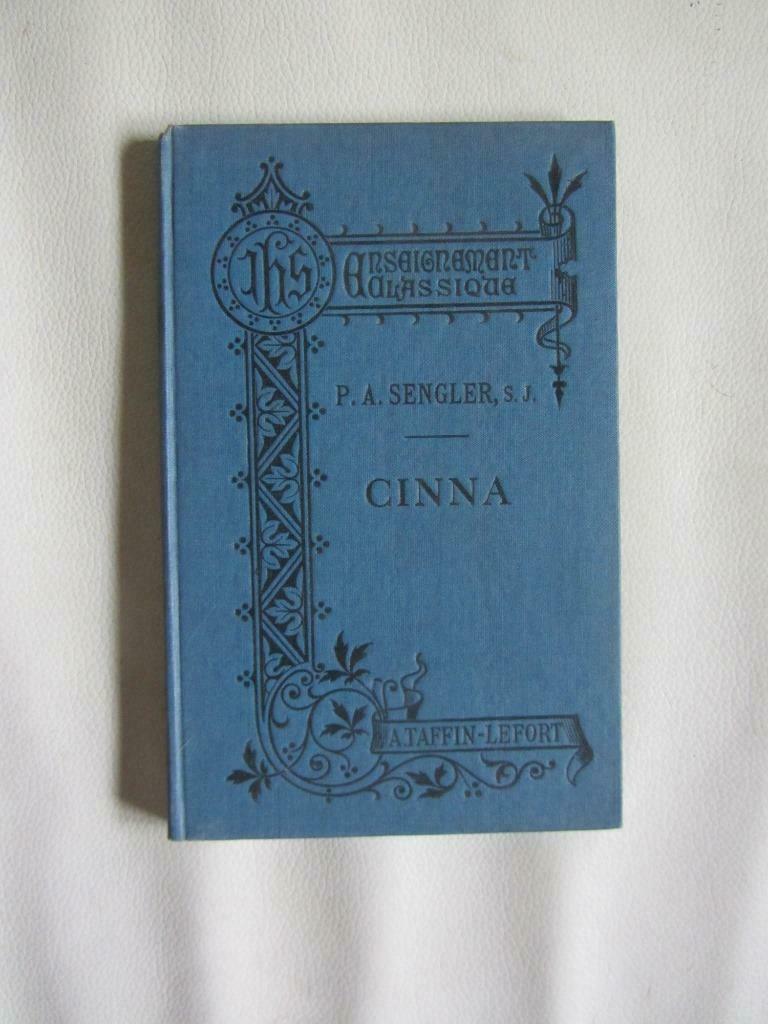 IHS
ENSEIGNEMENT
CLASSIQUE
P. A. SENGLER, S. J.
CINNA
A. TAFFIN-LEFORT